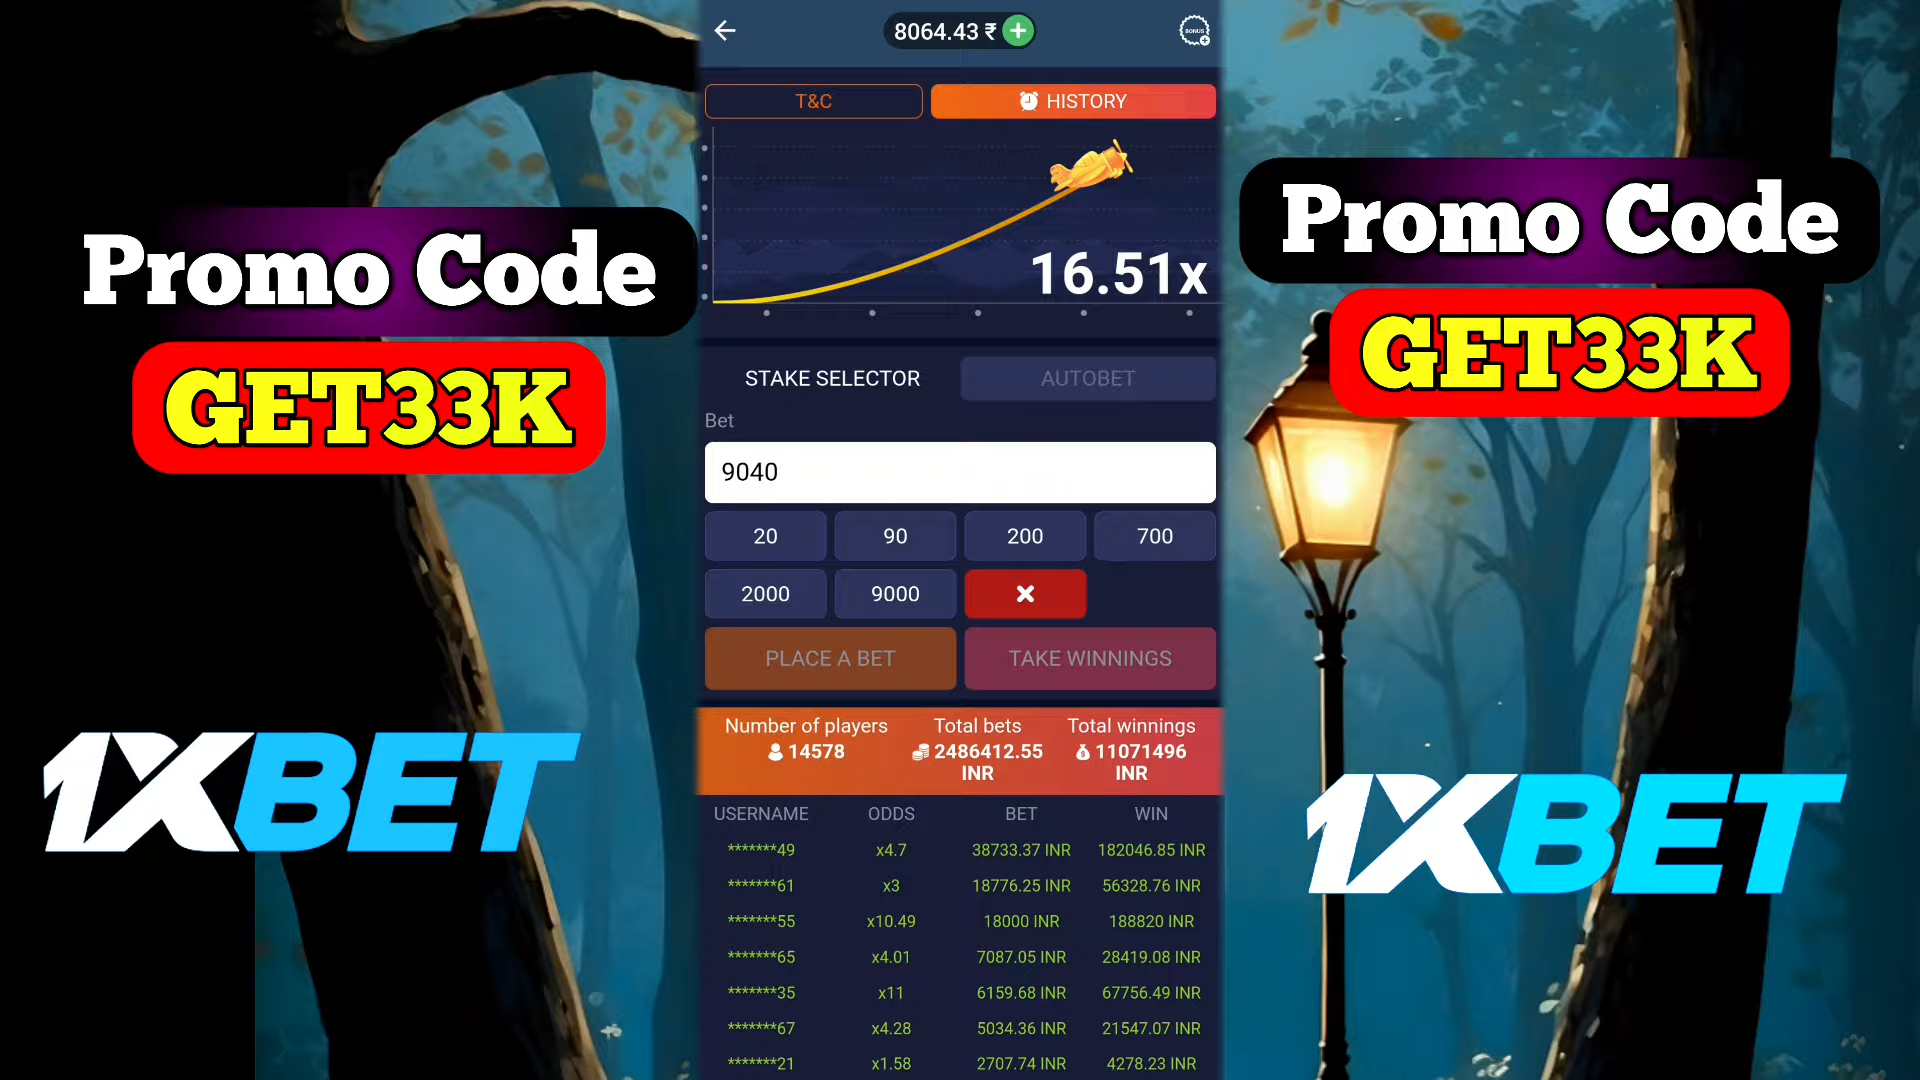 8064.43 ₹
BONUS
T&C
HISTORY
16.51x
Promo Code
GET33K
Promo Code
GET33K
STAKE SELECTOR
AUTOBET
Bet
9040
20 90 200 700
2000 9000
PLACE A BET
TAKE WINNINGS
Number of players Total bets Total winnings
14578 2486412.55 11071496
INR INR
1XBET
1XBET
USERNAME ODDS BET WIN
*******49 x4.7 38733.37 INR 182046.85 INR
*******61 x3 18776.25 INR 56328.76 INR
*******55 x10.49 18000 INR 188820 INR
*******65 x4.01 7087.05 INR 28419.08 INR
*******35 x11 6159.68 INR 67756.49 INR
*******67 x4.28 5034.36 INR 21547.07 INR
*******21 x1.58 2707.74 INR 4278.23 INR